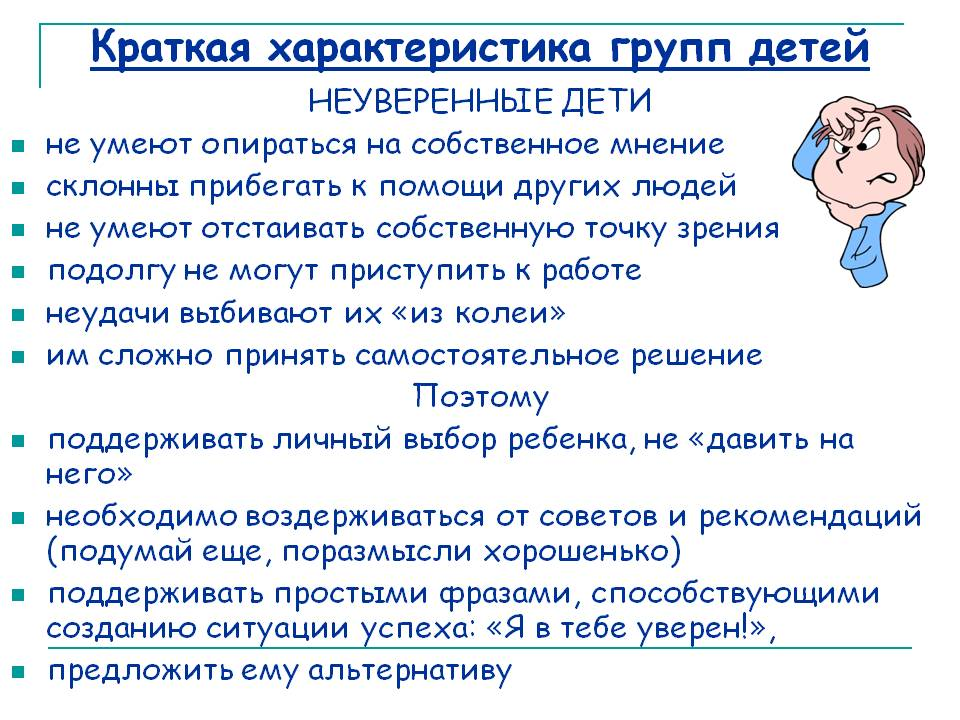 Краткая характеристика групп детей
НЕУВЕРЕННЫЕ ДЕТИ
не умеют опираться на собственное мнение
склонны прибегать к помощи других людей
не умеют отстаивать собственную точку зрения
подолгу не могут приступить к работе
неудачи выбивают их «из колеи»
им сложно принять самостоятельное решение
Поэтому
поддерживать личный выбор ребенка, не «давить на
него»
необходимо воздерживаться от советов и рекомендаций
(подумай еще, поразмысли хорошенько)
поддерживать простыми фразами, способствующими
созданию ситуации успеха: «Я в тебе уверен!»,
предложить ему альтернативу